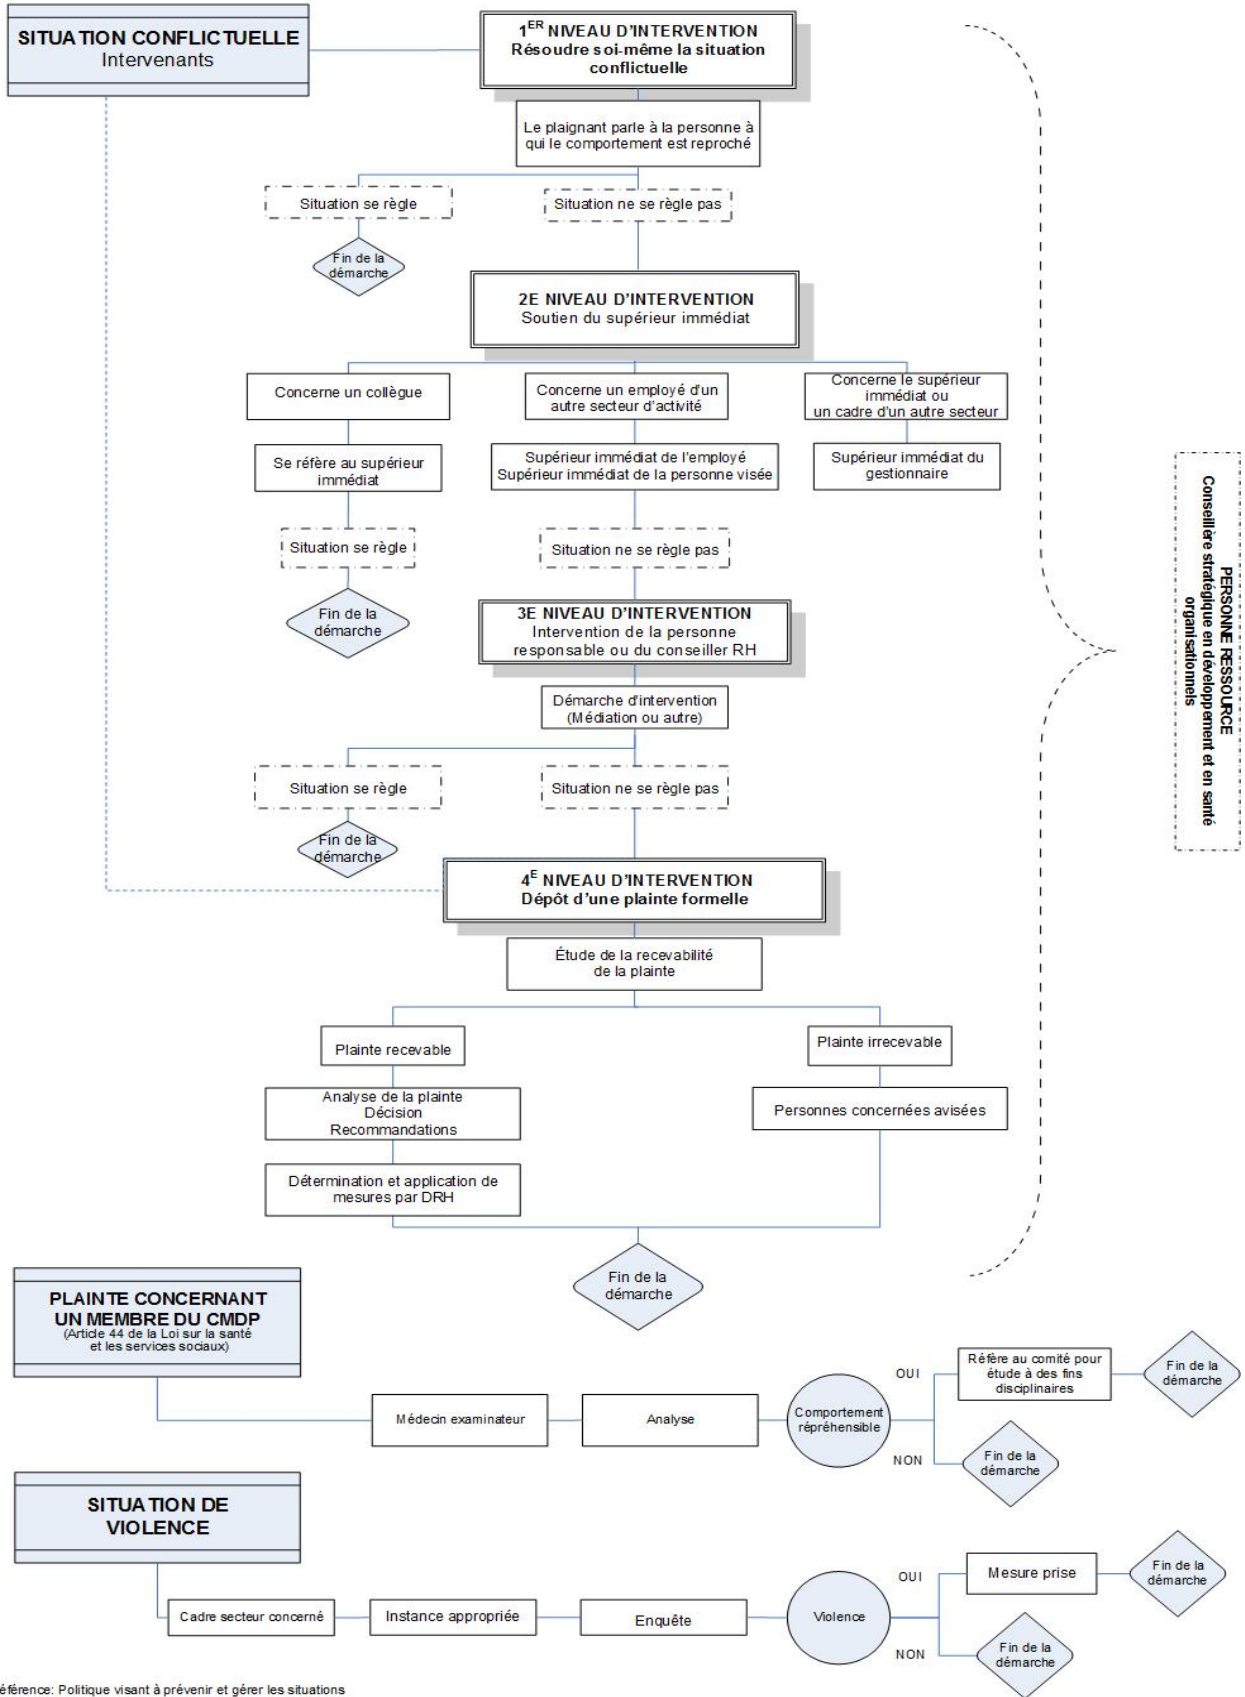 SITUATION CONFLICTUELLE
Intervenants
1ER NIVEAU D'INTERVENTION
Résoudre soi-même la situation
conflictuelle
Le plaignant parle à la personne à
qui le comportement est reproché
Situation se règle
Situation ne se règle pas
Fin de la
démarche
2E NIVEAU D'INTERVENTION
Soutien du supérieur immédiat
Concerne un collègue
Concerne un employé d'un
autre secteur d'activité
Concerne le supérieur
immédiat ou
un cadre d'un autre secteur
Se réfère au supérieur
immédiat
Supérieur immédiat de l'employé
Supérieur immédiat de la personne visée
Supérieur immédiat du
gestionnaire
Situation se règle
Situation ne se règle pas
Fin de la
démarche
3E NIVEAU D'INTERVENTION
Intervention de la personne
responsable ou du conseiller RH
Démarche d'intervention
(Médiation ou autre)
Situation se règle
Situation ne se règle pas
Fin de la
démarche
4E NIVEAU D'INTERVENTION
Dépôt d'une plainte formelle
Étude de la recevabilité
de la plainte
Plainte recevable
Plainte irrecevable
Analyse de la plainte
Décision
Recommandations
Personnes concernées avisées
Détermination et application de
mesures par DRH
Fin de la
démarche
PERSONNE RESSOURCE
Conseillère stratégique en développement et en santé
organisationnels
PLAINTE CONCERNANT
UN MEMBRE DU CMDP
(Article 44 de la Loi sur la santé
et les services sociaux)
Médecin examinateur
Analyse
Comportement
répréhensible
OUI
Réfère au comité pour
étude à des fins
disciplinaires
Fin de la
démarche
NON
Fin de la
démarche
SITUATION DE
VIOLENCE
Cadre secteur concerné
Instance appropriée
Enquête
Violence
OUI
Mesure prise
Fin de la
démarche
NON
Fin de la
démarche
éférence: Politique visant à prévenir et gérer les situations